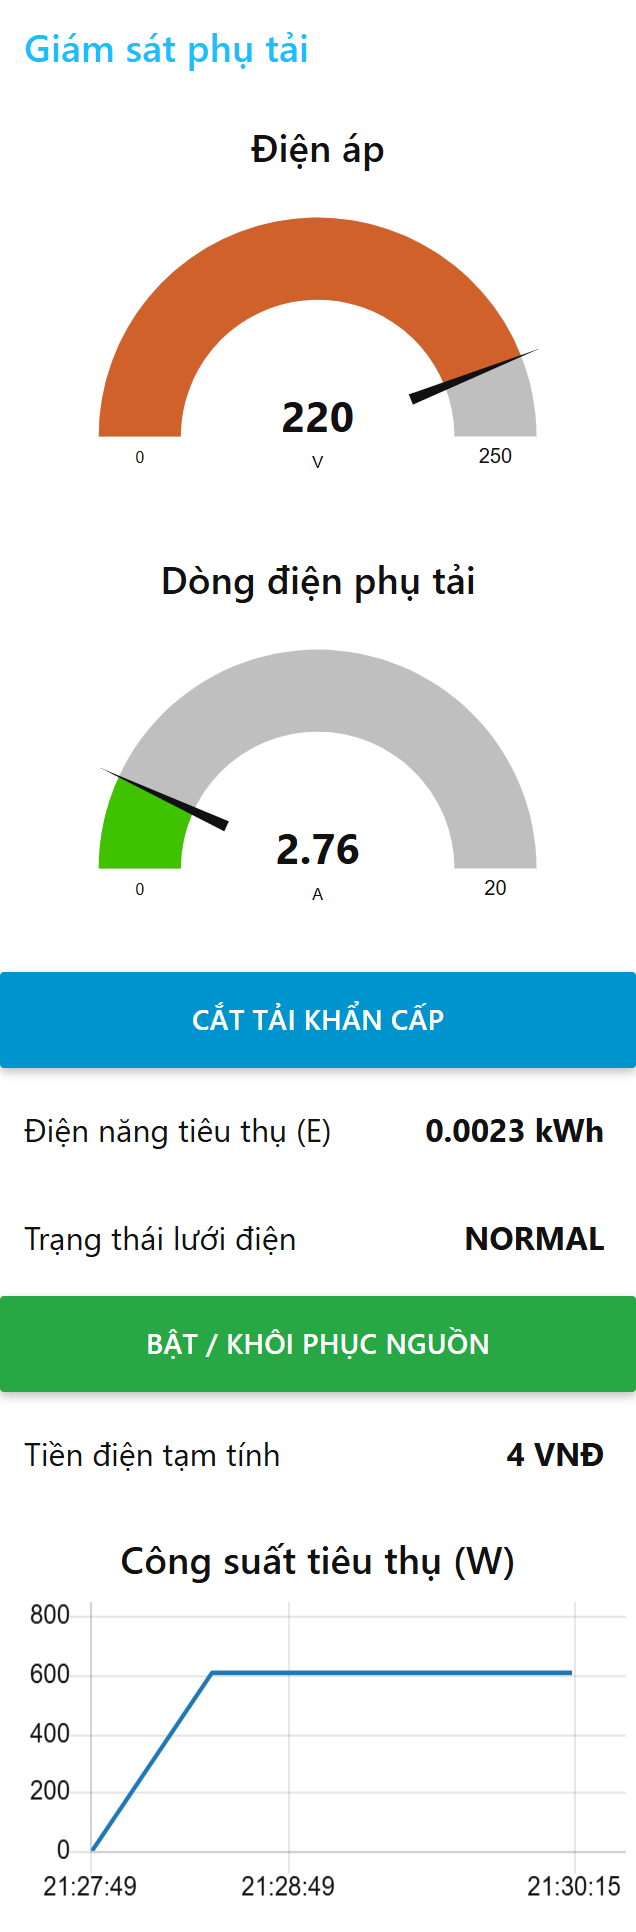 Giám sát phụ tải
Điện áp
220
0
V
250
Dòng điện phụ tải
2.76
0
A
20
CẮT TẢI KHẨN CẤP
Điện năng tiêu thụ (E) 0.0023 kWh
Trạng thái lưới điện NORMAL
BẬT / KHÔI PHỤC NGUỒN
Tiền điện tạm tính 4 VNĐ
Công suất tiêu thụ (W)
800
600
400
200
0
21:27:49 21:28:49 21:30:15